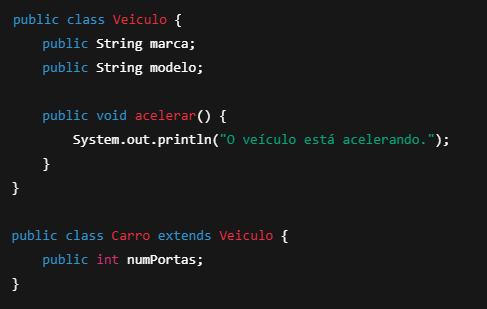 public class Veiculo {
    public String marca;
    public String modelo;

    public void acelerar() {
        System.out.println("O veículo está acelerando.");
    }
}

public class Carro extends Veiculo {
    public int numPortas;
}